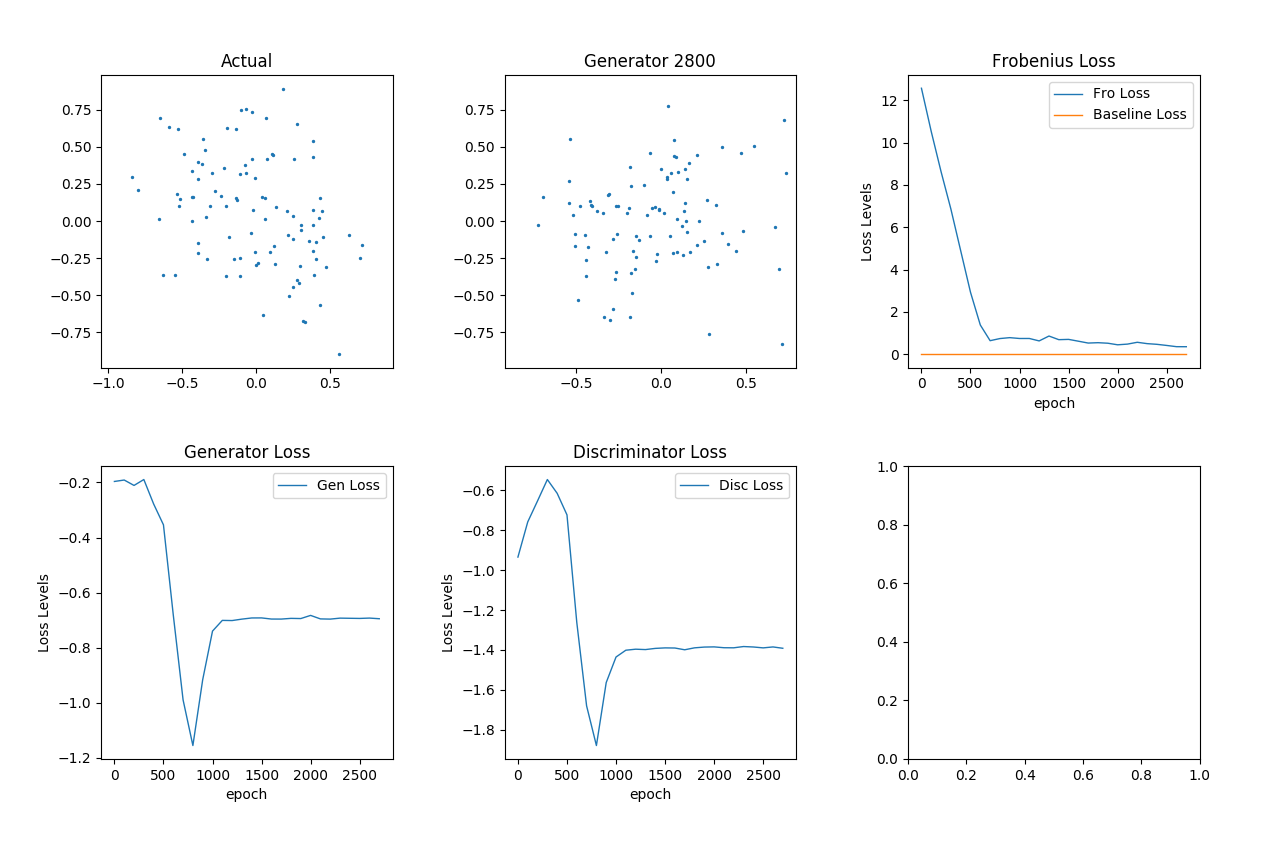 Actual
0.75
0.50
0.25
0.00
−0.25
−0.50
−0.75
−1.0 −0.5 0.0 0.5
Generator 2800
0.75
0.50
0.25
0.00
−0.25
−0.50
−0.75
−0.5 0.0 0.5
Frobenius Loss
Fro Loss
Baseline Loss
Loss Levels
12
10
8
6
4
2
0
0 500 1000 1500 2000 2500
epoch
Generator Loss
Gen Loss
Loss Levels
−0.2
−0.4
−0.6
−0.8
−1.0
−1.2
0 500 1000 1500 2000 2500
epoch
Discriminator Loss
Disc Loss
Loss Levels
−0.6
−0.8
−1.0
−1.2
−1.4
−1.6
−1.8
0 500 1000 1500 2000 2500
epoch
1.0
0.8
0.6
0.4
0.2
0.0
0.0 0.2 0.4 0.6 0.8 1.0